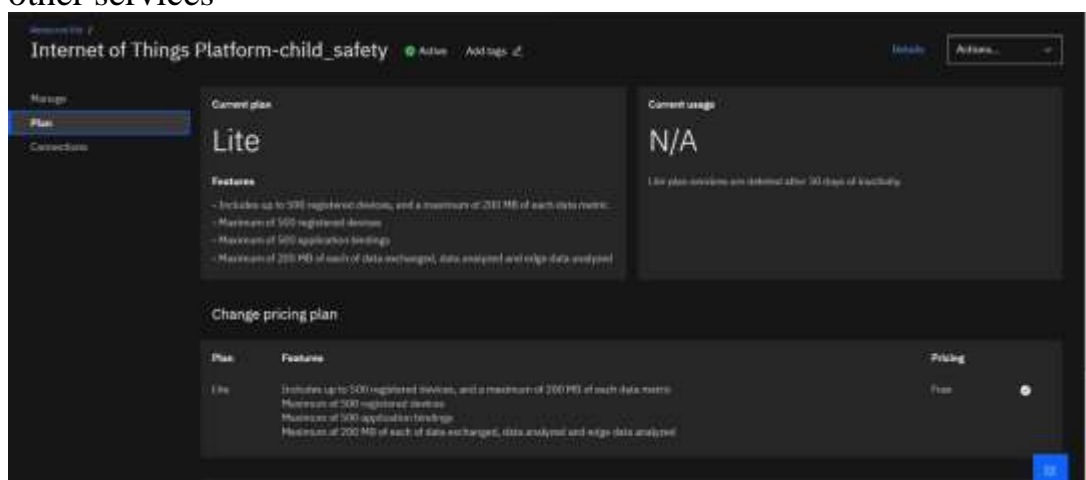 other services
Resource list /
Internet of Things Platform-child_safety Active Add tags
Details Actions...
Manage
Plan
Connections
Current plan
Lite
Features
- Includes up to 500 registered devices, and a maximum of 200 MB of each data metric.
- Maximum of 500 registered devices
- Maximum of 500 application bindings
- Maximum of 200 MB of each of data exchanged, data analyzed and edge data analyzed
Current usage
N/A
Lite plan services are deleted after 30 days of inactivity.
Change pricing plan
Plan Features Pricing
Lite Includes up to 500 registered devices, and a maximum of 200 MB of each data metric. Free
Maximum of 500 registered devices
Maximum of 500 application bindings
Maximum of 200 MB of each of data exchanged, data analyzed and edge data analyzed